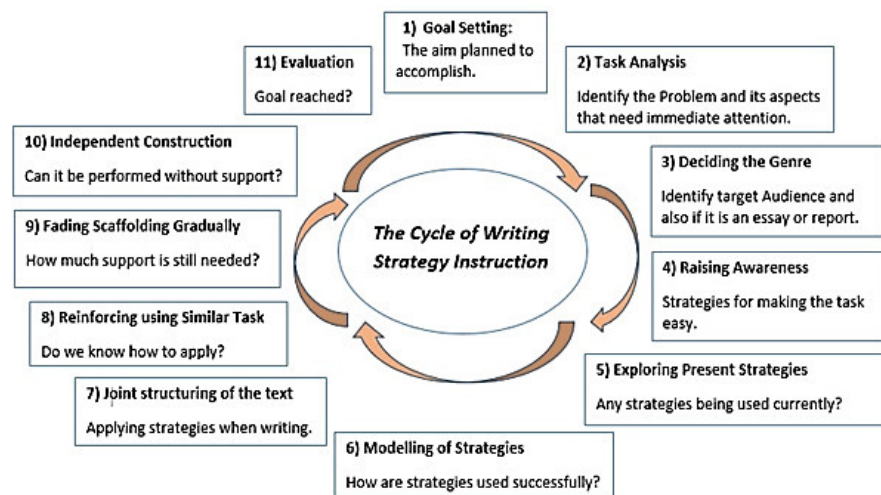 1) Goal Setting:
The aim planned to
accomplish.
2) Task Analysis
Identify the Problem and its aspects
that need immediate attention.
3) Deciding the Genre
Identify target Audience and
also if it is an essay or report.
4) Raising Awareness
Strategies for making the task
easy.
5) Exploring Present Strategies
Any strategies being used currently?
6) Modelling of Strategies
How are strategies used successfully?
7) Joint structuring of the text
Applying strategies when writing.
8) Reinforcing using Similar Task
Do we know how to apply?
9) Fading Scaffolding Gradually
How much support is still needed?
10) Independent Construction
Can it be performed without support?
11) Evaluation
Goal reached?
The Cycle of Writing
Strategy Instruction